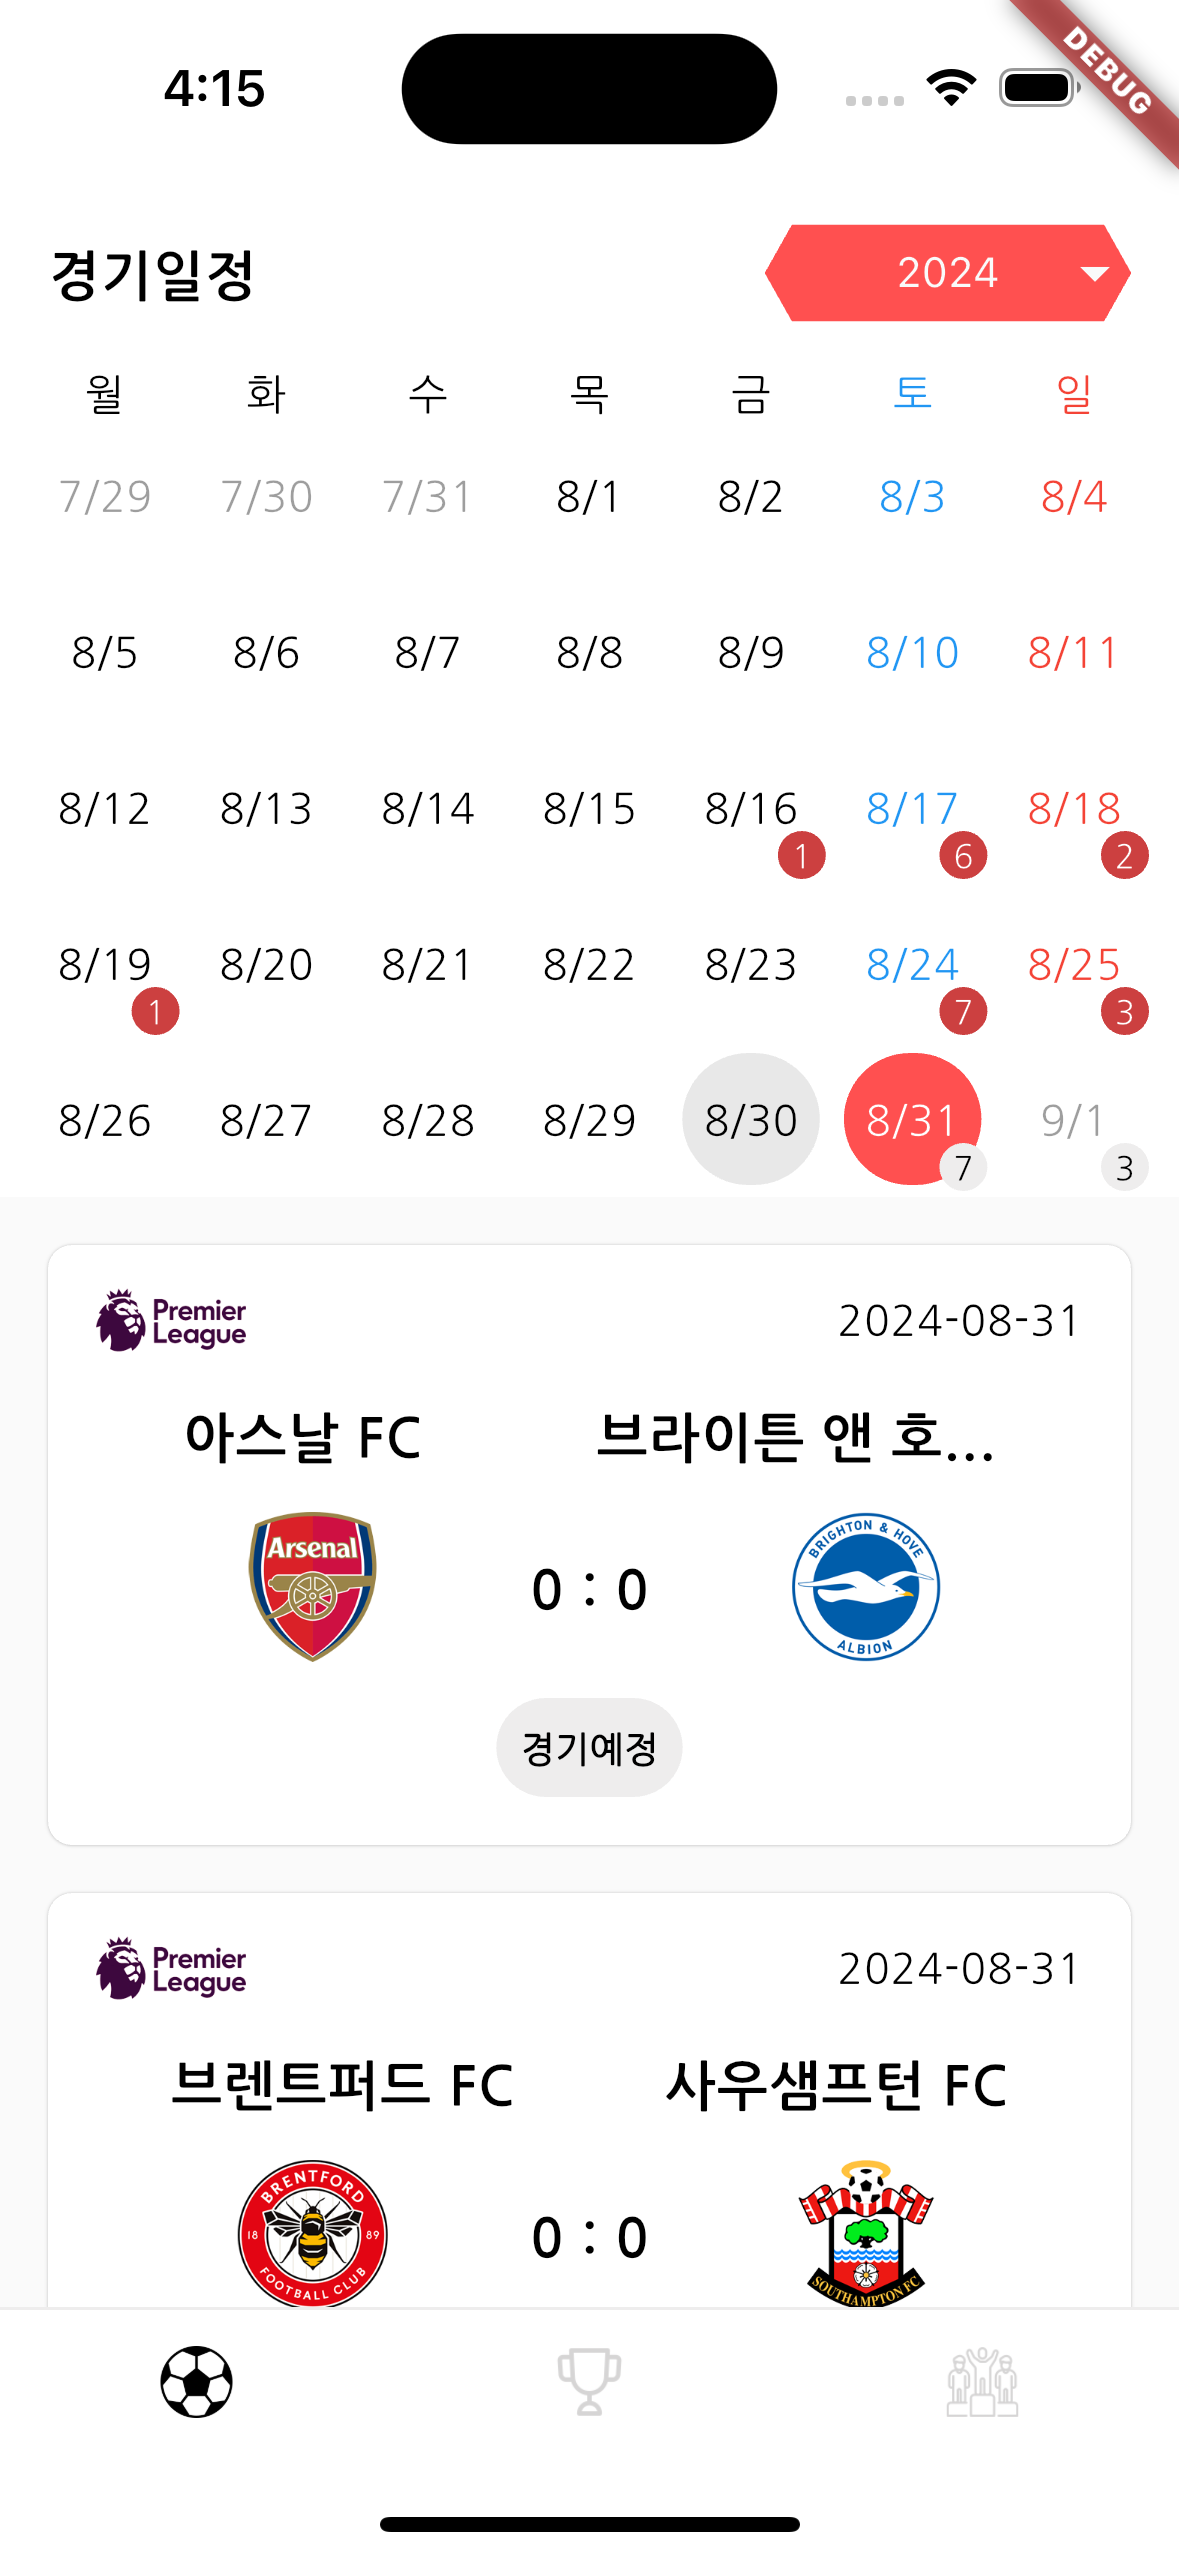 4:15
DEBUG
경기일정
2024
월 화 수 목 금 토 일
7/29 7/30 7/31 8/1 8/2 8/3 8/4
8/5 8/6 8/7 8/8 8/9 8/10 8/11
8/12 8/13 8/14 8/15 8/16 8/17 8/18
1 6 2
8/19 8/20 8/21 8/22 8/23 8/24 8/25
1 7 3
8/26 8/27 8/28 8/29 8/30 8/31 9/1
7 3
Premier League 2024-08-31
아스날 FC 브라이튼 앤 호...
Arsenal
BRIGHTON & HOVE
ALBION
0 : 0
경기예정
Premier League 2024-08-31
브렌트퍼드 FC 사우샘프턴 FC
BRENTFORD
18 89
FOOTBALL CLUB
0 : 0
SOUTHAMPTON FC